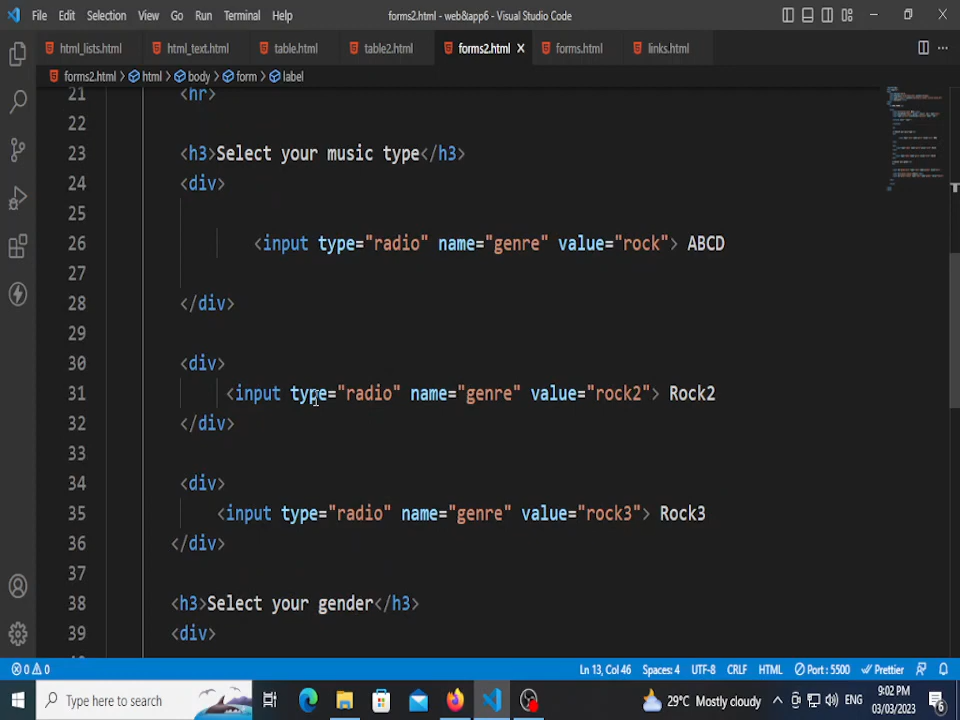 File Edit Selection View Go Run Terminal Help forms2.html - web&app6 - Visual Studio Code
html_lists.html html_text.html table.html table2.html forms2.html forms.html links.html
forms2.html > html > body > form > label
21 <hr>
22
23 <h3>Select your music type</h3>
24 <div>
25
26 <input type="radio" name="genre" value="rock"> ABCD
27
28 </div>
29
30 <div>
31 <input type="radio" name="genre" value="rock2"> Rock2
32 </div>
33
34 <div>
35 <input type="radio" name="genre" value="rock3"> Rock3
36 </div>
37
38 <h3>Select your gender</h3>
39 <div>
0 0 Ln 13, Col 46 Spaces: 4 UTF-8 CRLF HTML Port : 5500 Prettier
Type here to search 29°C Mostly cloudy ENG 9:02 PM
03/03/2023 6